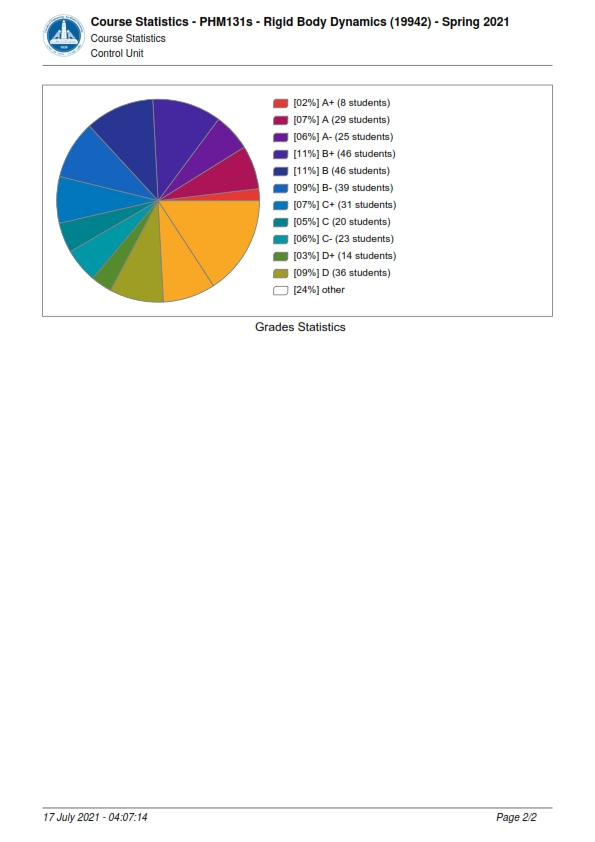 Course Statistics - PHM131s - Rigid Body Dynamics (19942) - Spring 2021
Course Statistics
Control Unit
[02%] A+ (8 students)
[07%] A (29 students)
[06%] A- (25 students)
[11%] B+ (46 students)
[11%] B (46 students)
[09%] B- (39 students)
[07%] C+ (31 students)
[05%] C (20 students)
[06%] C- (23 students)
[03%] D+ (14 students)
[09%] D (36 students)
[24%] other
Grades Statistics
17 July 2021 - 04:07:14
Page 2/2